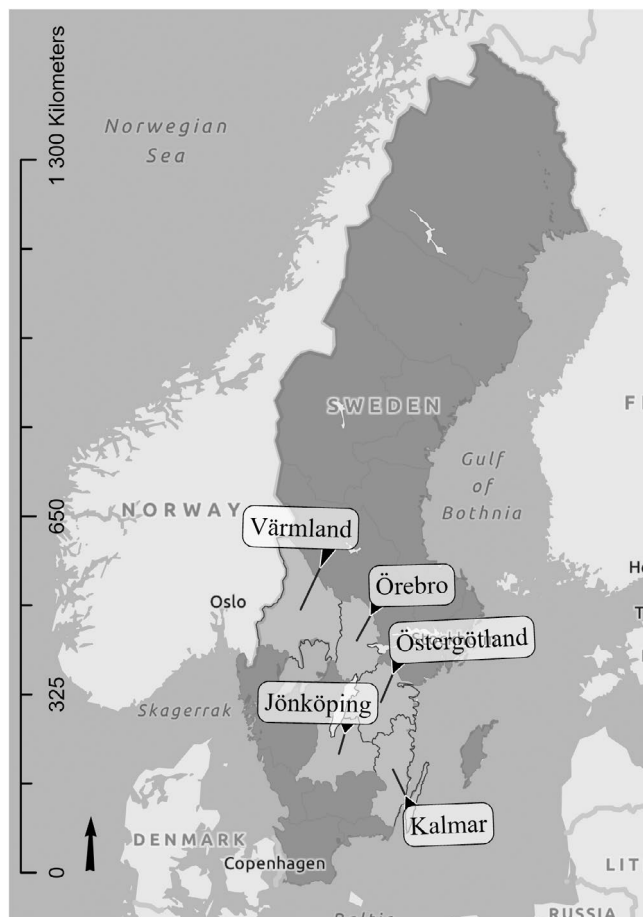 1 300 Kilometers
Norwegian
Sea
SWEDEN
F
Gulf
of
Bothnia
650
NORWAY
Värmland
Örebro
Oslo
Östergötland
325
Skagerrak
Jönköping
Kalmar
DENMARK
Copenhagen
0
LIT
RUSSIA